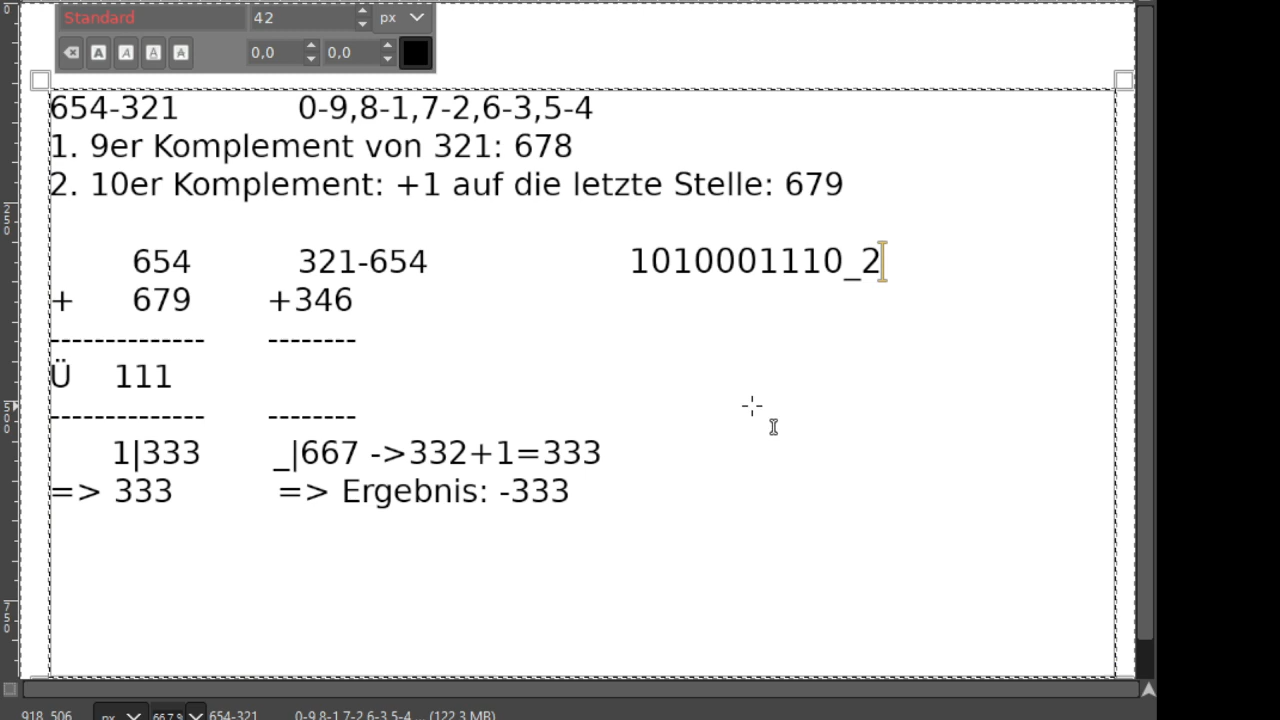 Standard 42 px
0,0 0,0
654-321 0-9,8-1,7-2,6-3,5-4
1. 9er Komplement von 321: 678
2. 10er Komplement: +1 auf die letzte Stelle: 679
654 321-654 1010001110_2
+ 679 +346
-------------- --------
Ü 111
-------------- --------
1|333 _|667 ->332+1=333
=> 333 => Ergebnis: -333
918, 506 px 66,7 % 654-321 0-9,8-1,7-2,6-3,5-4 ... (122,3 MB)